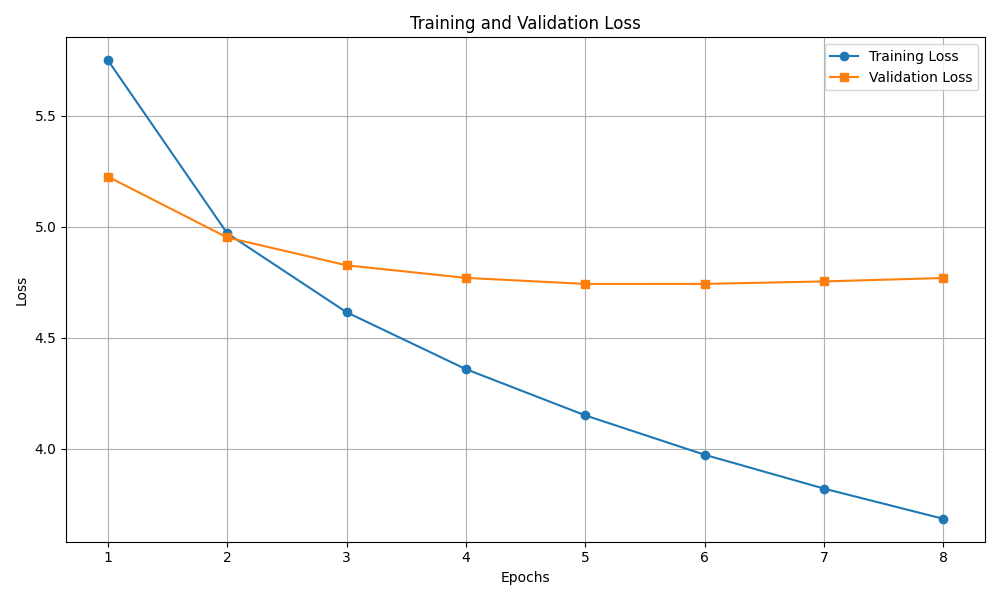 Training and Validation Loss
Training Loss
Validation Loss
Loss
5.5
5.0
4.5
4.0
1 2 3 4 5 6 7 8
Epochs